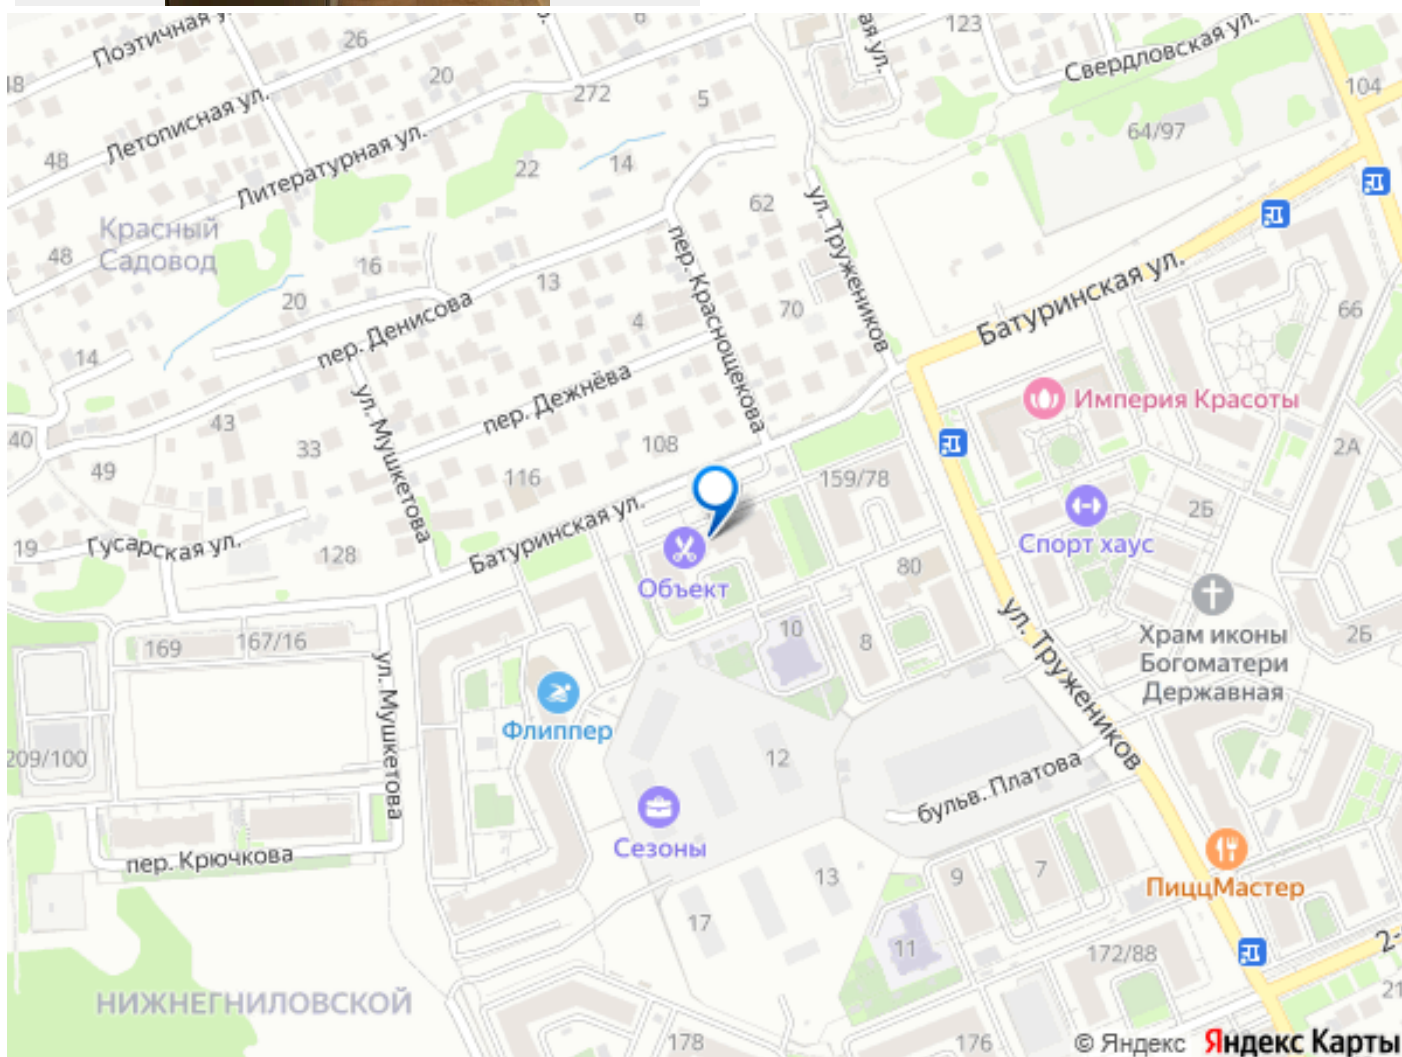 Поэтичная у
26
6
ая ул.
123
Свердловская ул.
18
20
272
5
104
Летописная ул.
64/97
48
Литературная ул.
22
14
62
Красный
Садовод
48
16
13
ул. Тружеников
пер. Краснощекова
20
4
70
Батуринская ул.
66
14
пер. Денисова
пер. Дежнёва
Империя Красоты
43
ул. Мушкетова
40
33
108
2А
49
116
159/78
2Б
Батуринская ул.
19
Гусарская ул.
128
Спорт хаус
Объект
80
ул. Тружеников
10
8
Храм иконы
Богоматери
Державная
2Б
169
167/16
ул. Мушкетова
Флиппер
209/100
12
бульв. Платова
Сезоны
пер. Крючкова
13
9
7
ПиццМастер
17
11
172/88
2-
21
НИЖНЕГНИЛОВСКОЙ
178
176
© Яндекс Яндекс Карты